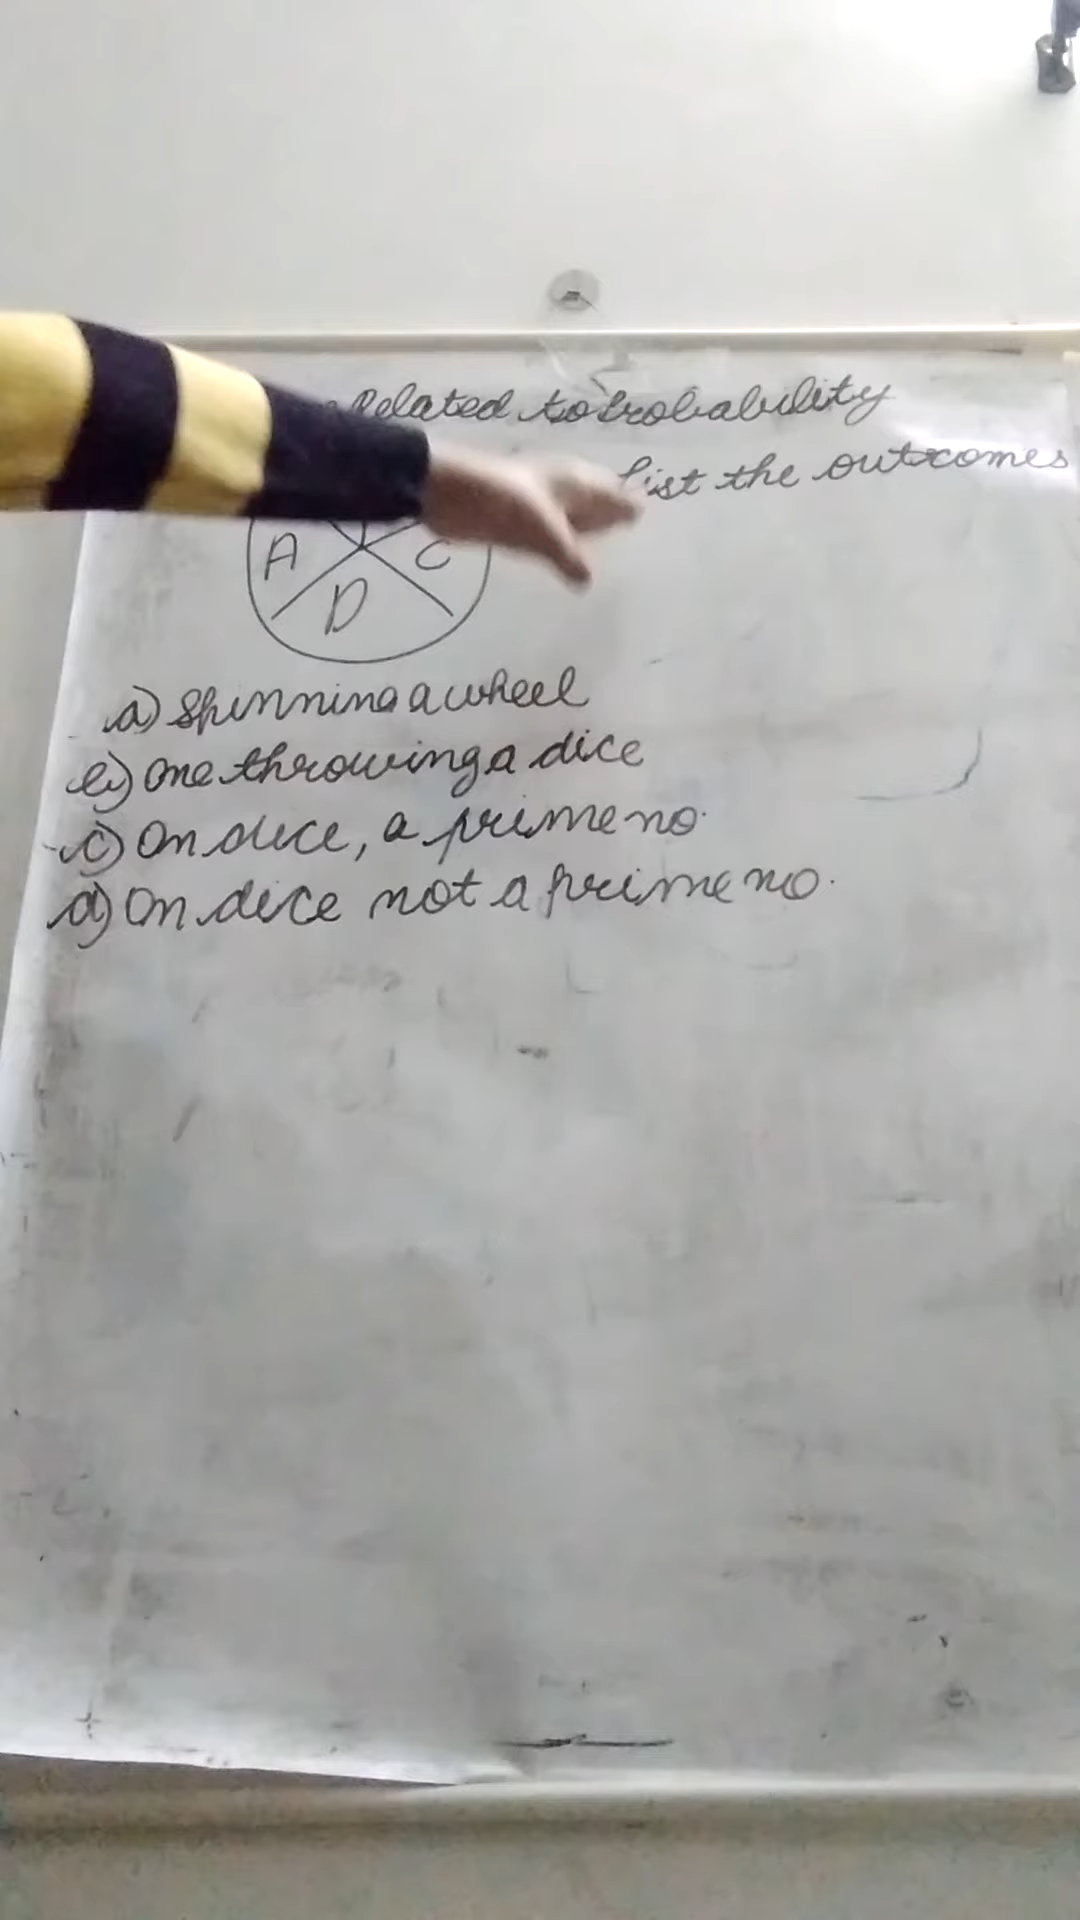 Related to Probability
List the outcomes
A C
D
a) Spinning a wheel
b) One throwing a dice
c) On dice, a prime no.
d) On dice not a prime no.